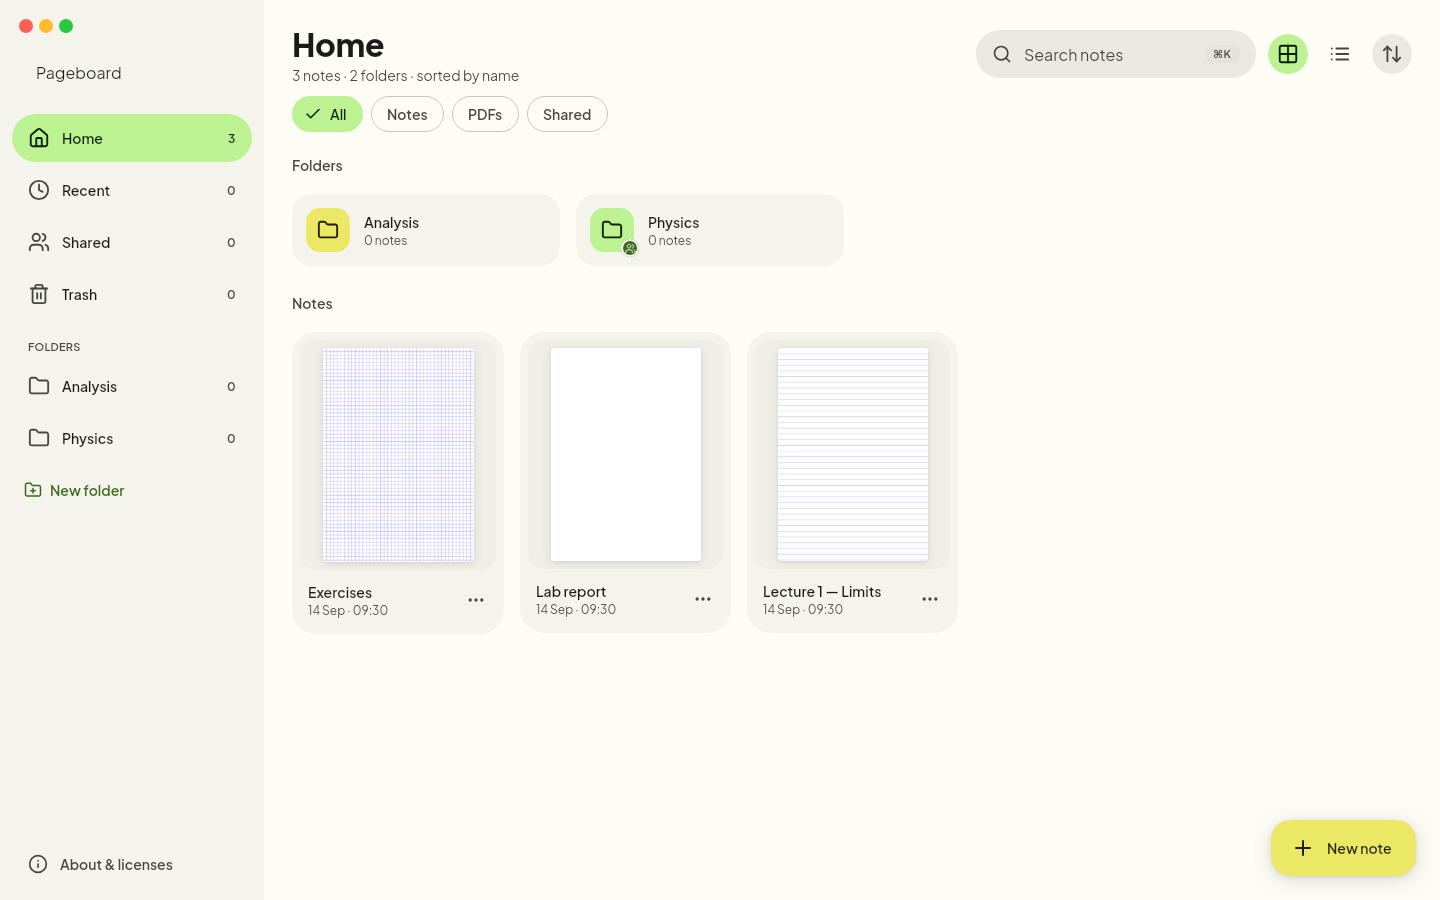 Pageboard
Home 3
Recent 0
Shared 0
Trash 0
FOLDERS
Analysis 0
Physics 0
New folder
About & licenses
Home
3 notes · 2 folders · sorted by name
Search notes ⌘K
All Notes PDFs Shared
Folders
Analysis
0 notes
Physics
0 notes
Notes
Exercises
14 Sep · 09:30
Lab report
14 Sep · 09:30
Lecture 1 — Limits
14 Sep · 09:30
New note